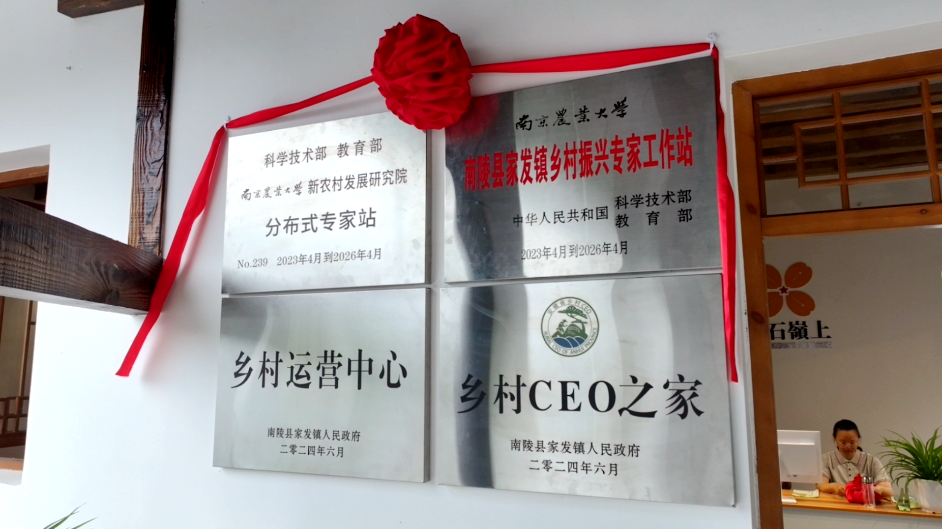 科学技术部 教育部
南京農業大學 新农村发展研究院
分布式专家站
No.239 2023年4月到2026年4月
南京農業大學
南陵县家发镇乡村振兴专家工作站
中华人民共和国 科学技术部
教育部
2023年4月到2026年4月
乡村运营中心
南陵县家发镇人民政府
二零二四年六月
乡村CEO之家
南陵县家发镇人民政府
二零二四年六月
石嶺上